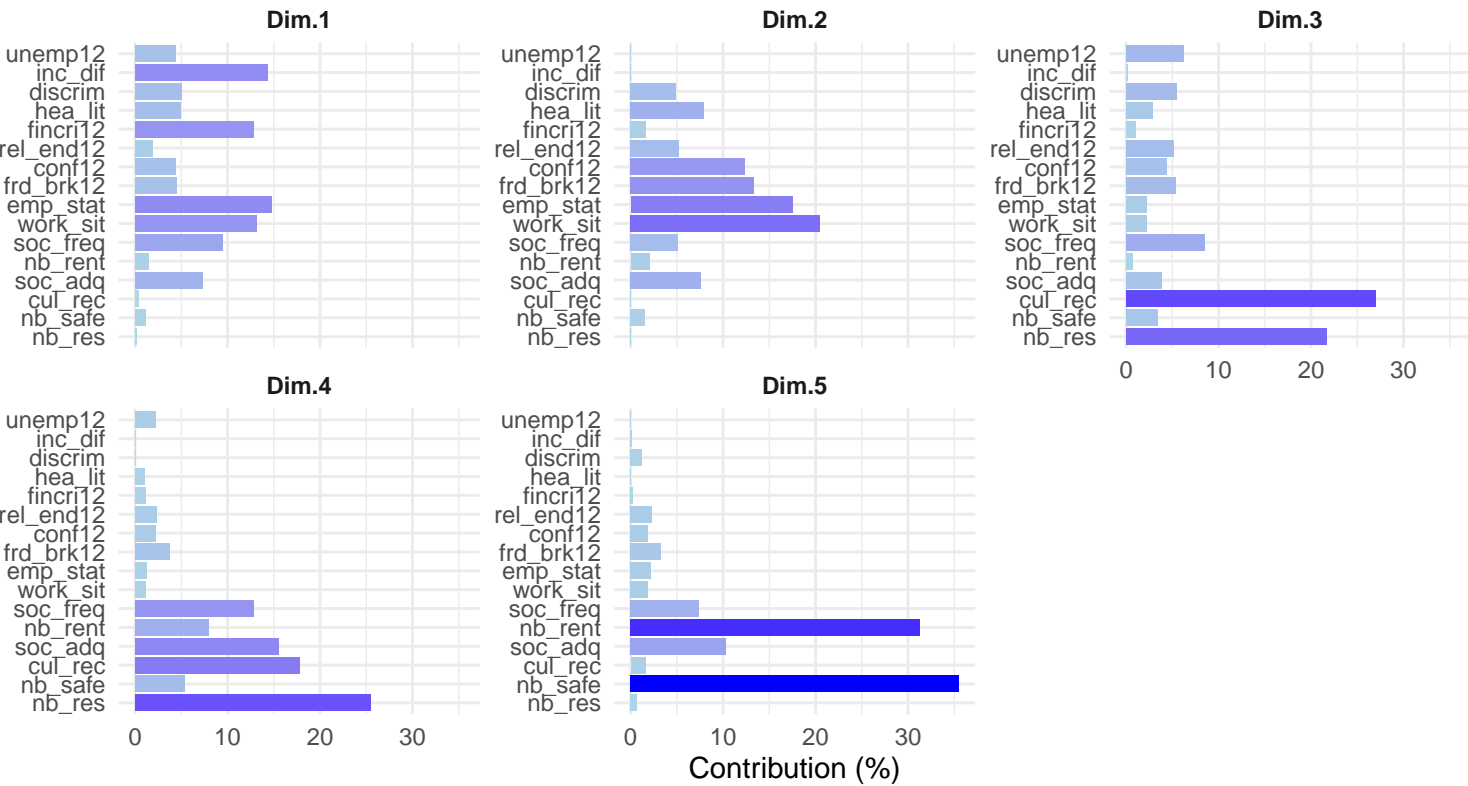 Dim.1
unemp12
inc_dif
discrim
hea_lit
fincri12
rel_end12
conf12
frd_brk12
emp_stat
work_sit
soc_freq
nb_rent
soc_adq
cul_rec
nb_safe
nb_res
Dim.2
unemp12
inc_dif
discrim
hea_lit
fincri12
rel_end12
conf12
frd_brk12
emp_stat
work_sit
soc_freq
nb_rent
soc_adq
cul_rec
nb_safe
nb_res
Dim.3
unemp12
inc_dif
discrim
hea_lit
fincri12
rel_end12
conf12
frd_brk12
emp_stat
work_sit
soc_freq
nb_rent
soc_adq
cul_rec
nb_safe
nb_res
0 10 20 30
Dim.4
unemp12
inc_dif
discrim
hea_lit
fincri12
rel_end12
conf12
frd_brk12
emp_stat
work_sit
soc_freq
nb_rent
soc_adq
cul_rec
nb_safe
nb_res
0 10 20 30
Dim.5
unemp12
inc_dif
discrim
hea_lit
fincri12
rel_end12
conf12
frd_brk12
emp_stat
work_sit
soc_freq
nb_rent
soc_adq
cul_rec
nb_safe
nb_res
0 10 20 30
Contribution (%)